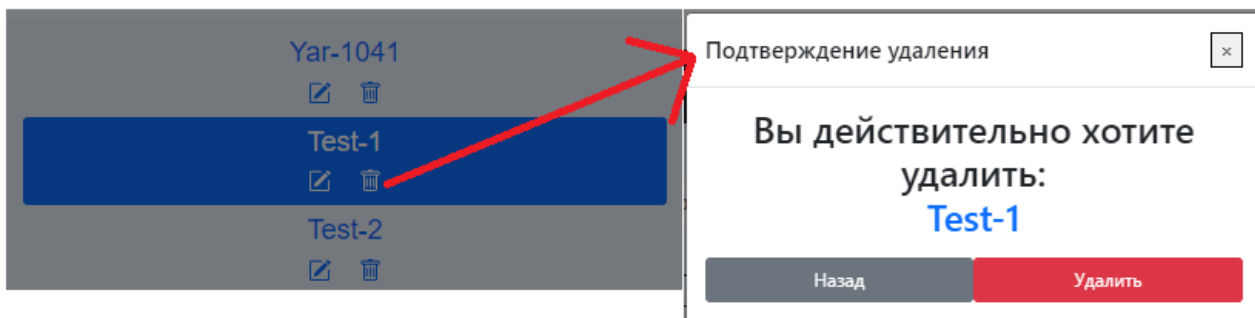 Yar-1041
Test-1
Test-2
Подтверждение удаления
×
Вы действительно хотите
удалить:
Test-1
Назад
Удалить